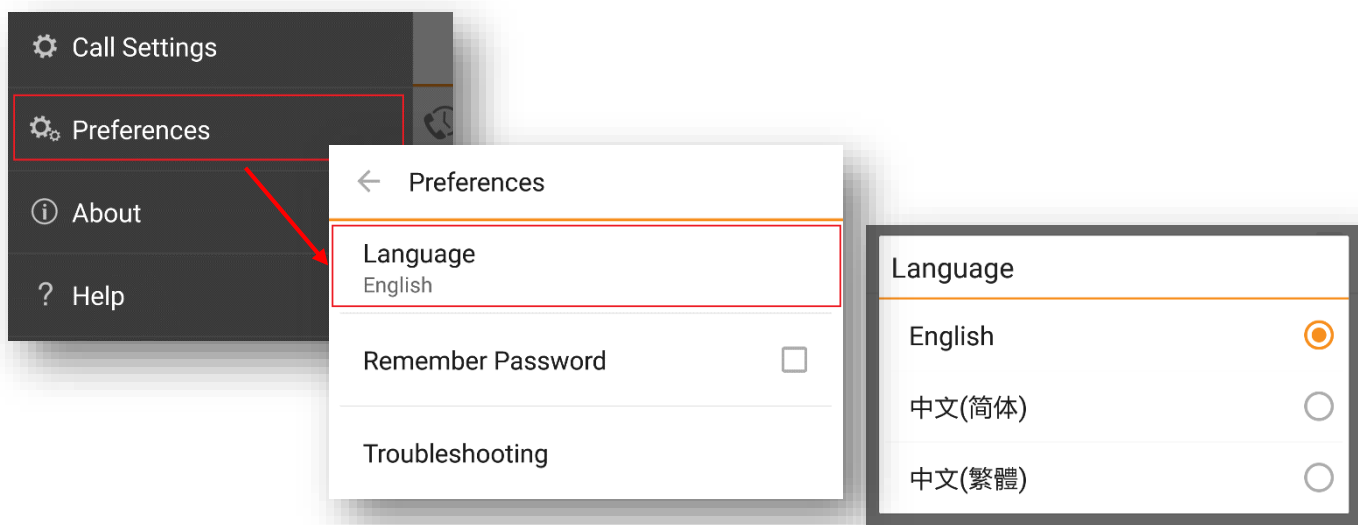 Call Settings
Preferences
About
? Help
Preferences
Language
English
Remember Password
Troubleshooting
Language
English
中文(简体)
中文(繁體)